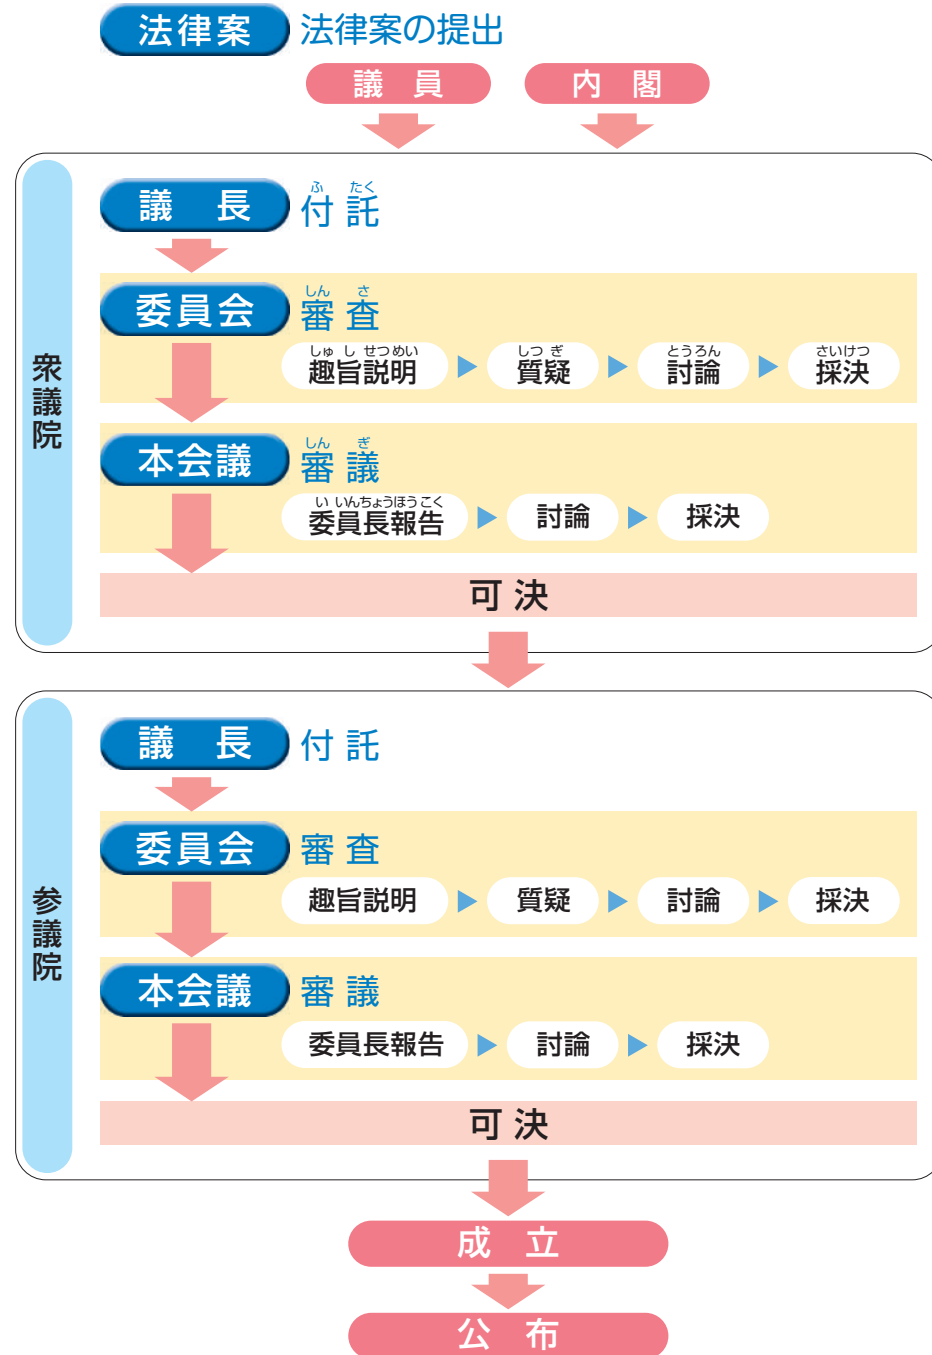 法律案 法律案の提出
議員 内閣
衆議院
議長 付託
ふ たく
委員会 審査
しん さ
趣旨説明 質疑 討論 採決
しゅ し せつめい しつ ぎ とうろん さいけつ
本会議 審議
しん ぎ
委員長報告 討論 採決
い いんちょうほうこく
可決
参議院
議長 付託
委員会 審査
趣旨説明 質疑 討論 採決
本会議 審議
委員長報告 討論 採決
可決
成立
公布